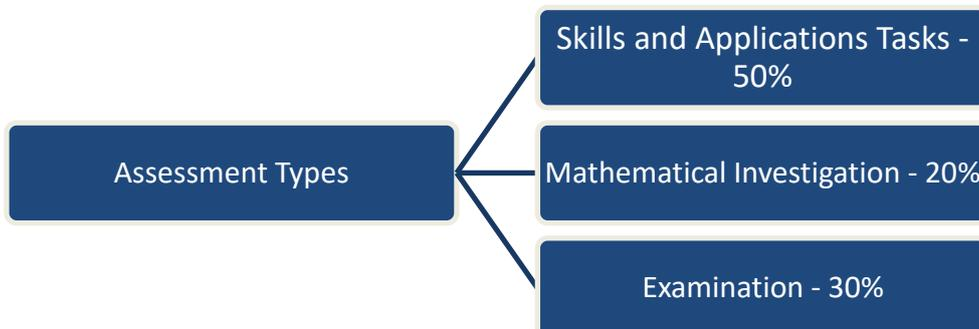 Assessment Types
Skills and Applications Tasks -
50%
Mathematical Investigation - 20%
Examination - 30%